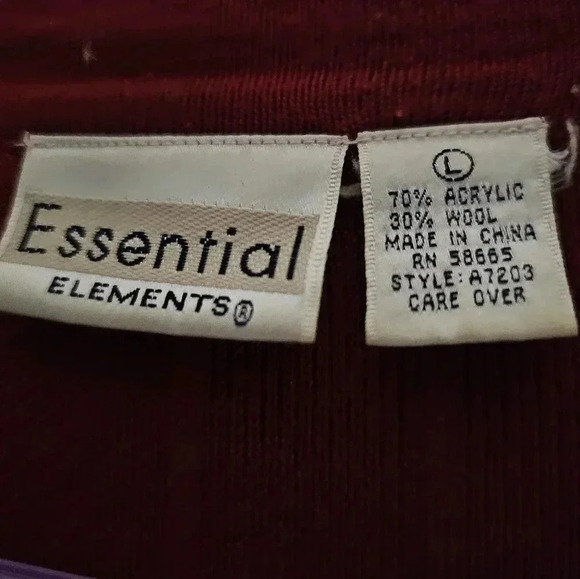 Essential
ELEMENTS®
L
70% ACRYLIC
30% WOOL
MADE IN CHINA
RN 58665
STYLE: A7203
CARE OVER